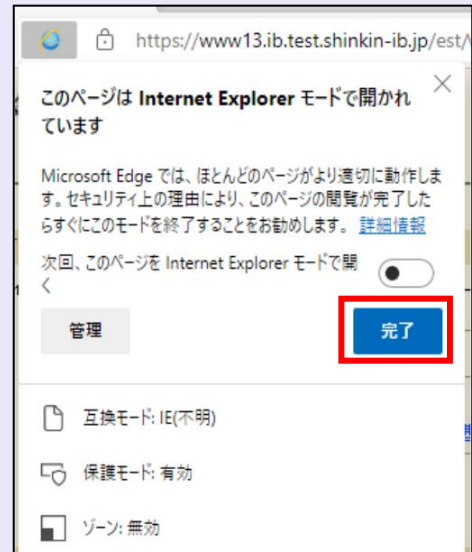 https://www13.ib.test.shinkin-ib.jp/est/
このページは Internet Explorer モードで開かれ
ています
Microsoft Edge では、ほとんどのページがより適切に動作しま
す。セキュリティ上の理由により、このページの閲覧が完了した
らすぐにこのモードを終了することをお勧めします。 詳細情報
次回、このページを Internet Explorer モードで開
く
管理
完了
互換モード: IE(不明)
保護モード: 有効
ゾーン: 無効